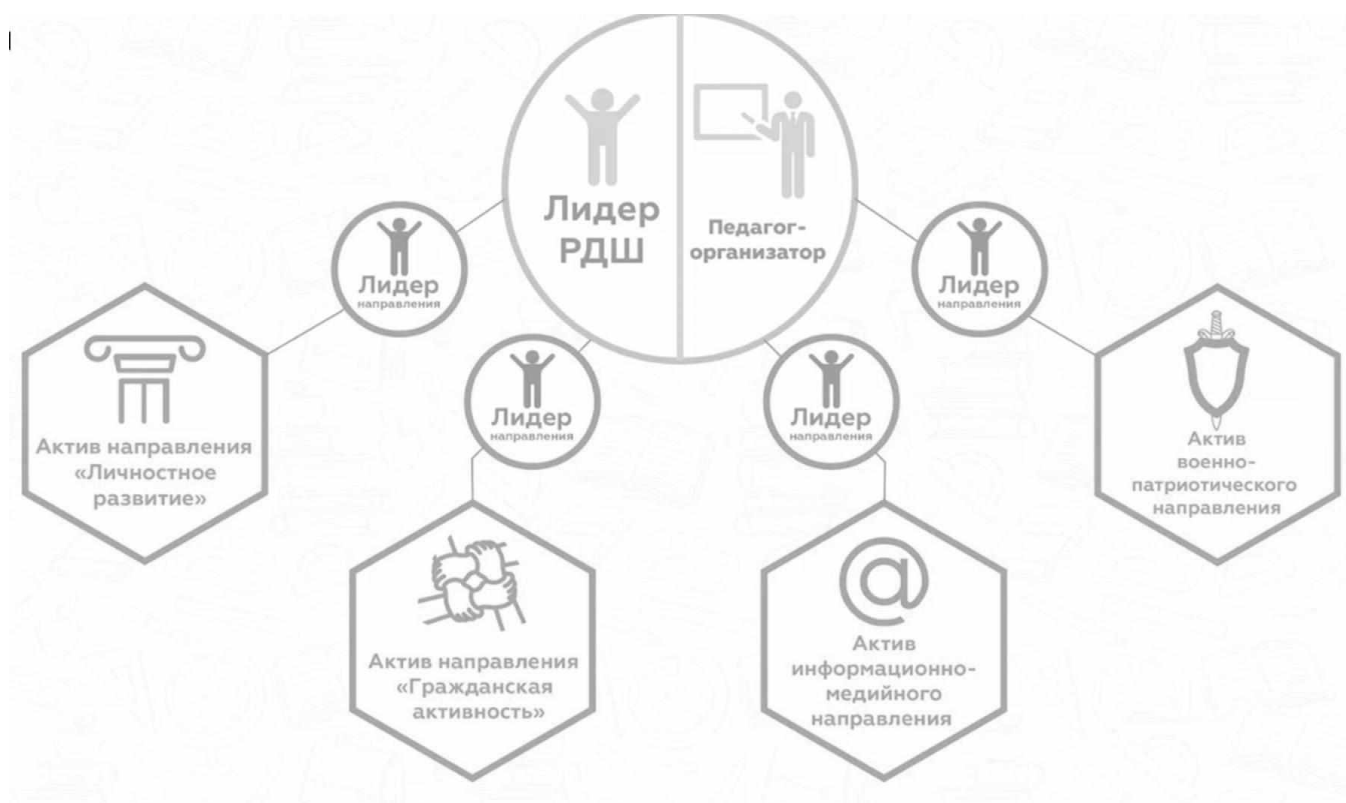 Лидер
РДШ
Педагог-
организатор
Лидер
направления
Лидер
направления
Лидер
направления
Лидер
направления
Актив направления
«Личностное
развитие»
Актив направления
«Гражданская
активность»
Актив
информационно-
медийного
направления
Актив
военно-
патриотического
направления